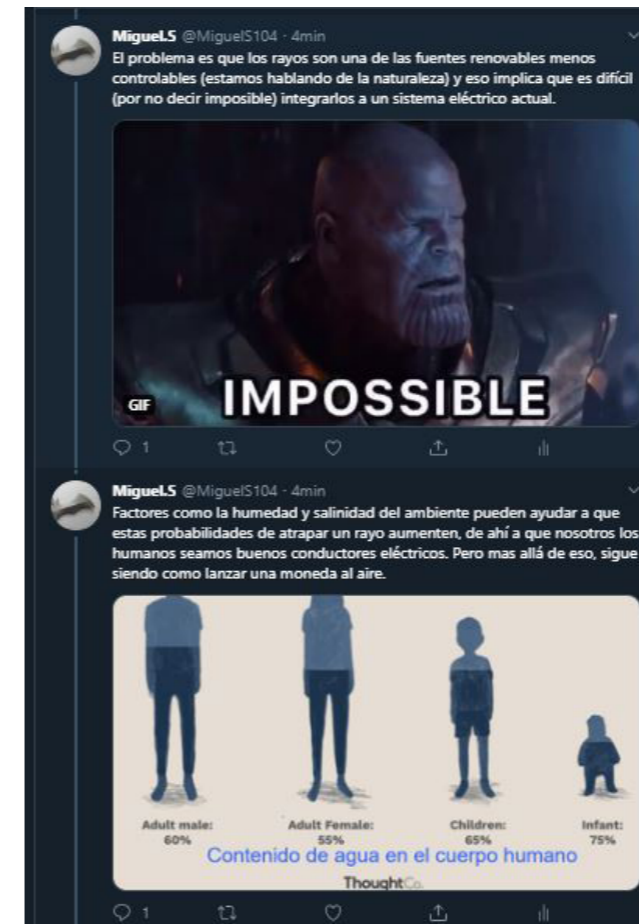 Miguel.S @MiguelS104 · 4min
El problema es que los rayos son una de las fuentes renovables menos
controlables (estamos hablando de la naturaleza) y eso implica que es difícil
(por no decir imposible) integrarlos a un sistema eléctrico actual.
IMPOSSIBLE
GIF
1
Miguel.S @MiguelS104 · 4min
Factores como la humedad y salinidad del ambiente pueden ayudar a que
estas probabilidades de atrapar un rayo aumenten, de ahí a que nosotros los
humanos seamos buenos conductores eléctricos. Pero mas allá de eso, sigue
siendo como lanzar una moneda al aire.
Adult male: Adult Female: Children: Infant:
60% 55% 65% 75%
Contenido de agua en el cuerpo humano
ThoughtCo.
1